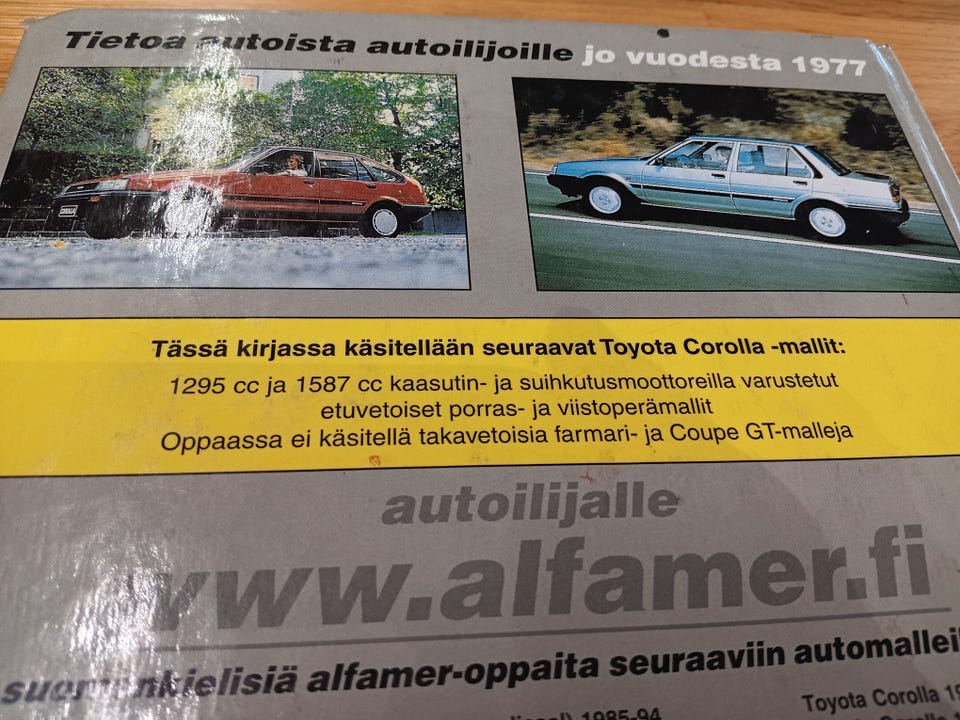 Tietoa autoista autoilijoille jo vuodesta 1977
COROLLA
Tässä kirjassa käsitellään seuraavat Toyota Corolla -mallit:
1295 cc ja 1587 cc kaasutin- ja suihkutusmoottoreilla varustetut
etuvetoiset porras- ja viistoperämallit
Oppaassa ei käsitellä takavetoisia farmari- ja Coupe GT-malleja
autoilijalle
www.alfamer.fi
suomenkielisiä alfamer-oppaita seuraaviin
Toyota Corolla
1985-94